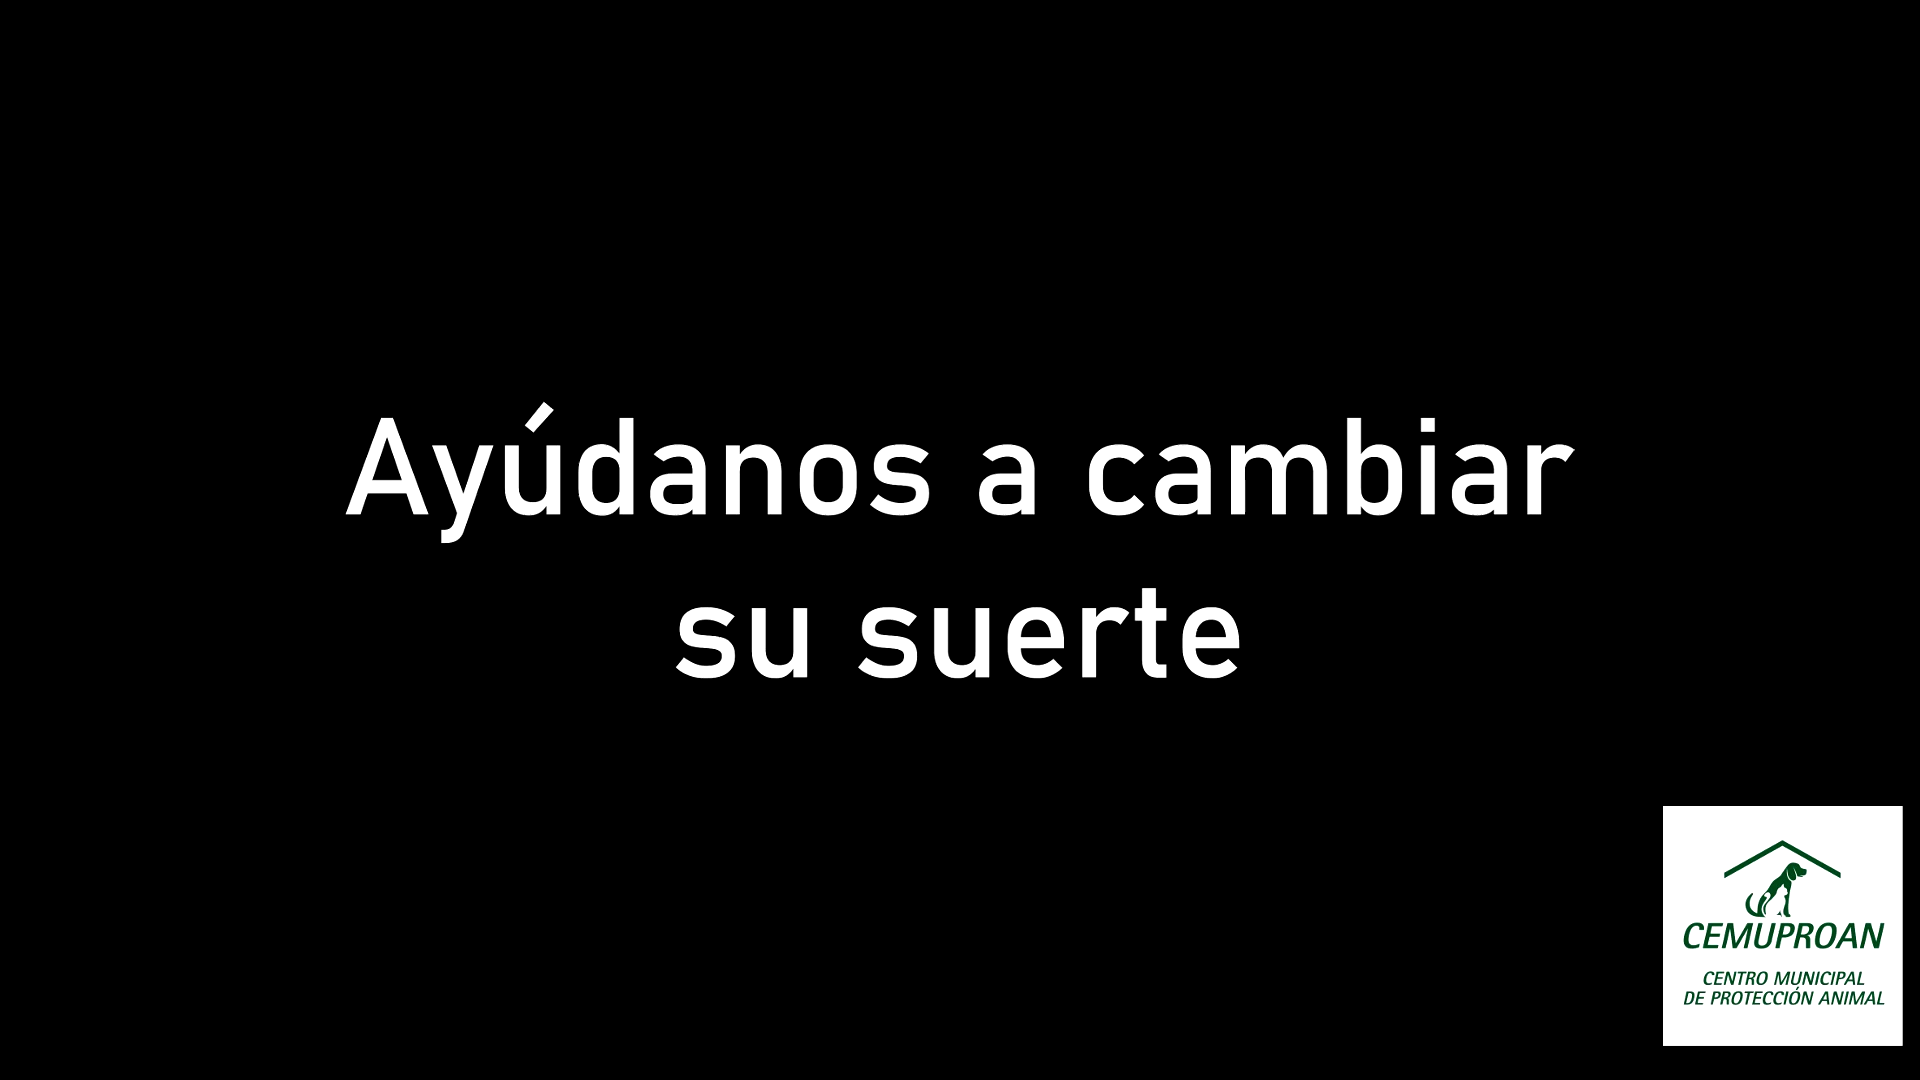 Ayúdanos a cambiar
su suerte
CEMUPROAN
CENTRO MUNICIPAL
DE PROTECCIÓN ANIMAL